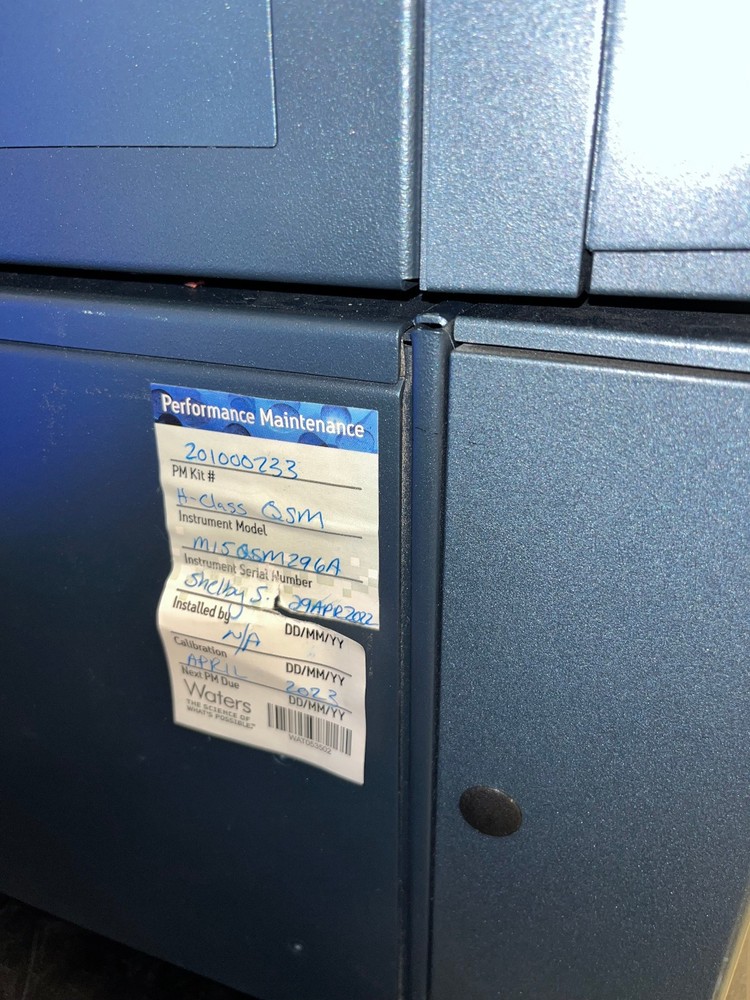 Performance Maintenance
201000233
PM Kit #
H-Class QSM
Instrument Model
M15QSM296A
Instrument Serial Number
Shelby S. 29APR2022
Installed by DD/MM/YY
N/A
Calibration DD/MM/YY
APRIL 2023
Next PM Due DD/MM/YY
Waters
THE SCIENCE OF
WHAT'S POSSIBLE.™
WAT053002